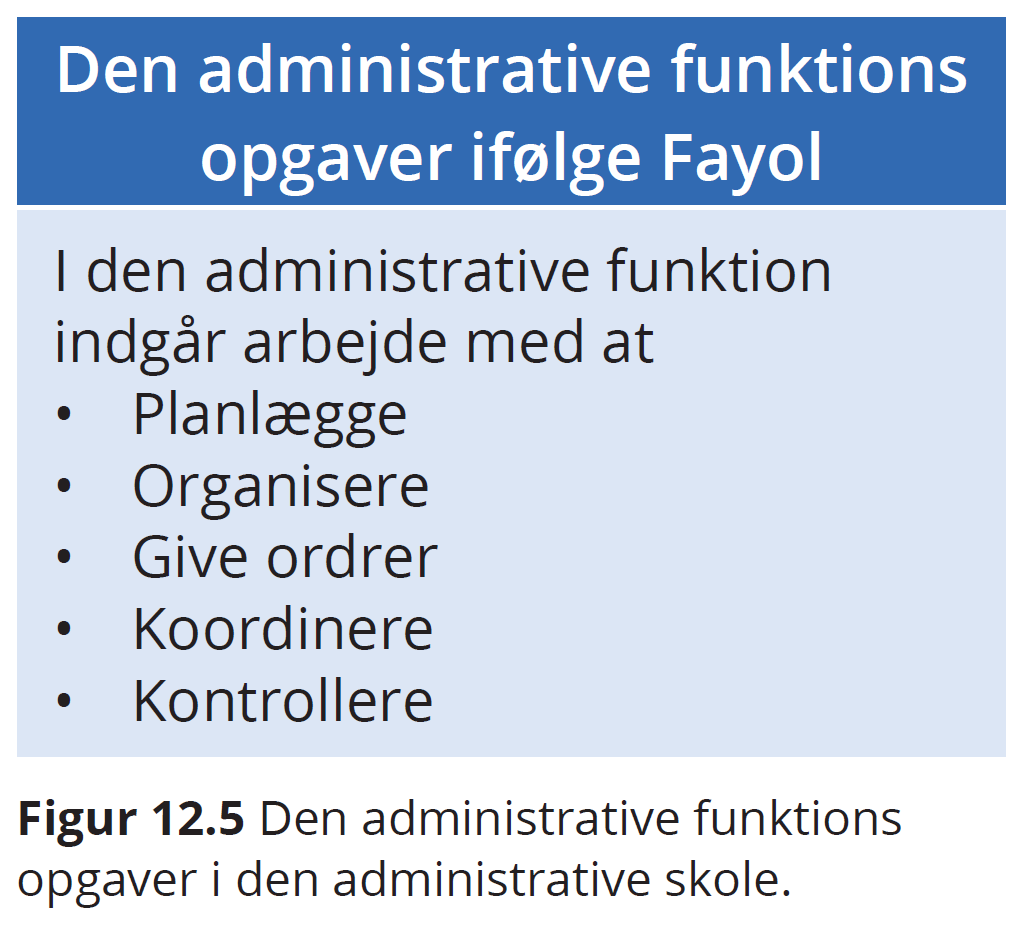 Den administrative funktions
opgaver ifølge Fayol
I den administrative funktion
indgår arbejde med at
• Planlægge
• Organisere
• Give ordrer
• Koordinere
• Kontrollere
Figur 12.5 Den administrative funktions
opgaver i den administrative skole.